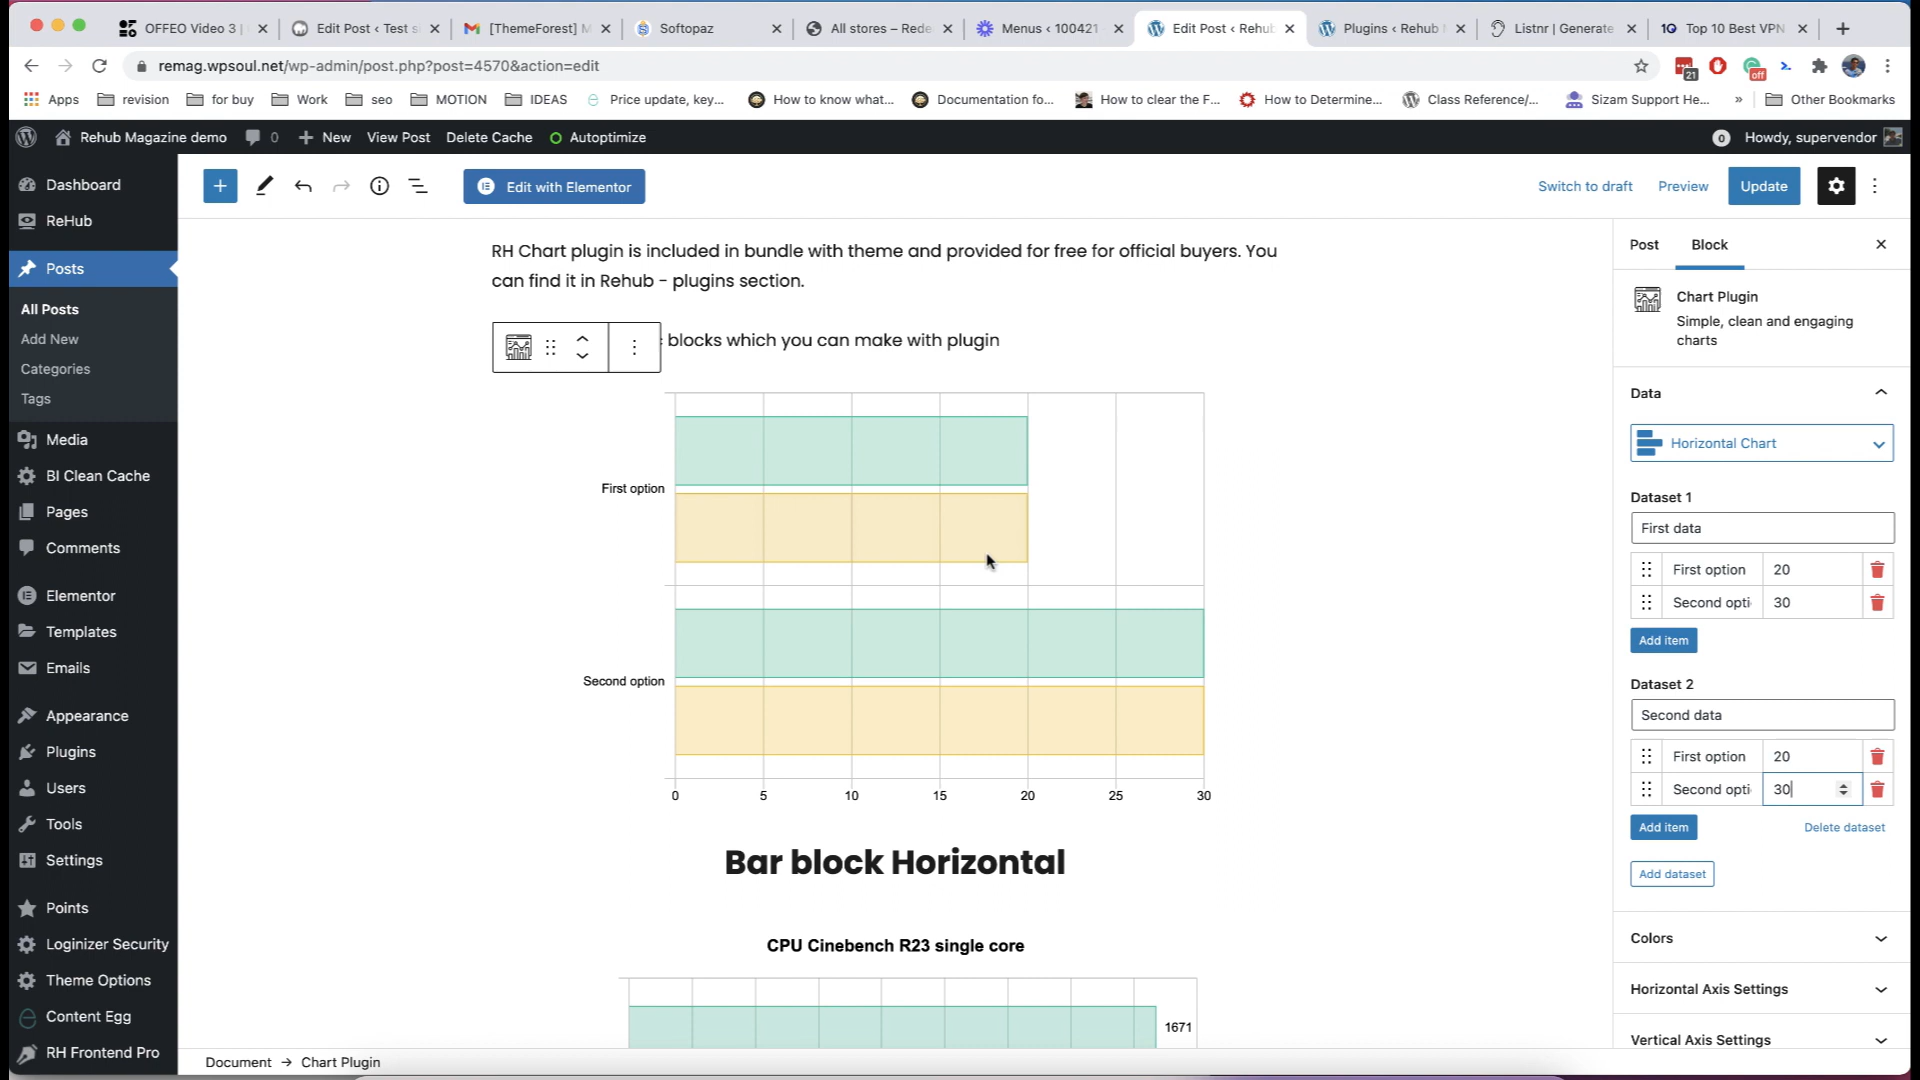 OFFEO Video 3 |
Edit Post ‹ Test s
[ThemeForest] M
Softopaz
All stores – Rede
Menus ‹ 100421
Edit Post ‹ Rehub
Plugins ‹ Rehub
Listnr | Generate
Top 10 Best VPN
remag.wpsoul.net/wp-admin/post.php?post=4570&action=edit
21
off
Apps
revision
for buy
Work
seo
MOTION
IDEAS
Price update, key...
How to know what...
Documentation fo...
How to clear the F...
How to Determine...
Class Reference/...
Sizam Support He...
»
Other Bookmarks
Rehub Magazine demo
0
New
View Post
Delete Cache
Autoptimize
0
Howdy, supervendor
Dashboard
ReHub
Posts
All Posts
Add New
Categories
Tags
Media
BI Clean Cache
Pages
Comments
Elementor
Templates
Emails
Appearance
Plugins
Users
Tools
Settings
Points
Loginizer Security
Theme Options
Content Egg
RH Frontend Pro
Edit with Elementor
Switch to draft
Preview
Update
RH Chart plugin is included in bundle with theme and provided for free for official buyers. You
can find it in Rehub - plugins section.
blocks which you can make with plugin
First option
Second option
0 5 10 15 20 25 30
Bar block Horizontal
CPU Cinebench R23 single core
1671
Document → Chart Plugin
Post
Block
Chart Plugin
Simple, clean and engaging
charts
Data
Horizontal Chart
Dataset 1
First data
First option 20
Second opti 30
Add item
Dataset 2
Second data
First option 20
Second opti 30
Add item
Delete dataset
Add dataset
Colors
Horizontal Axis Settings
Vertical Axis Settings